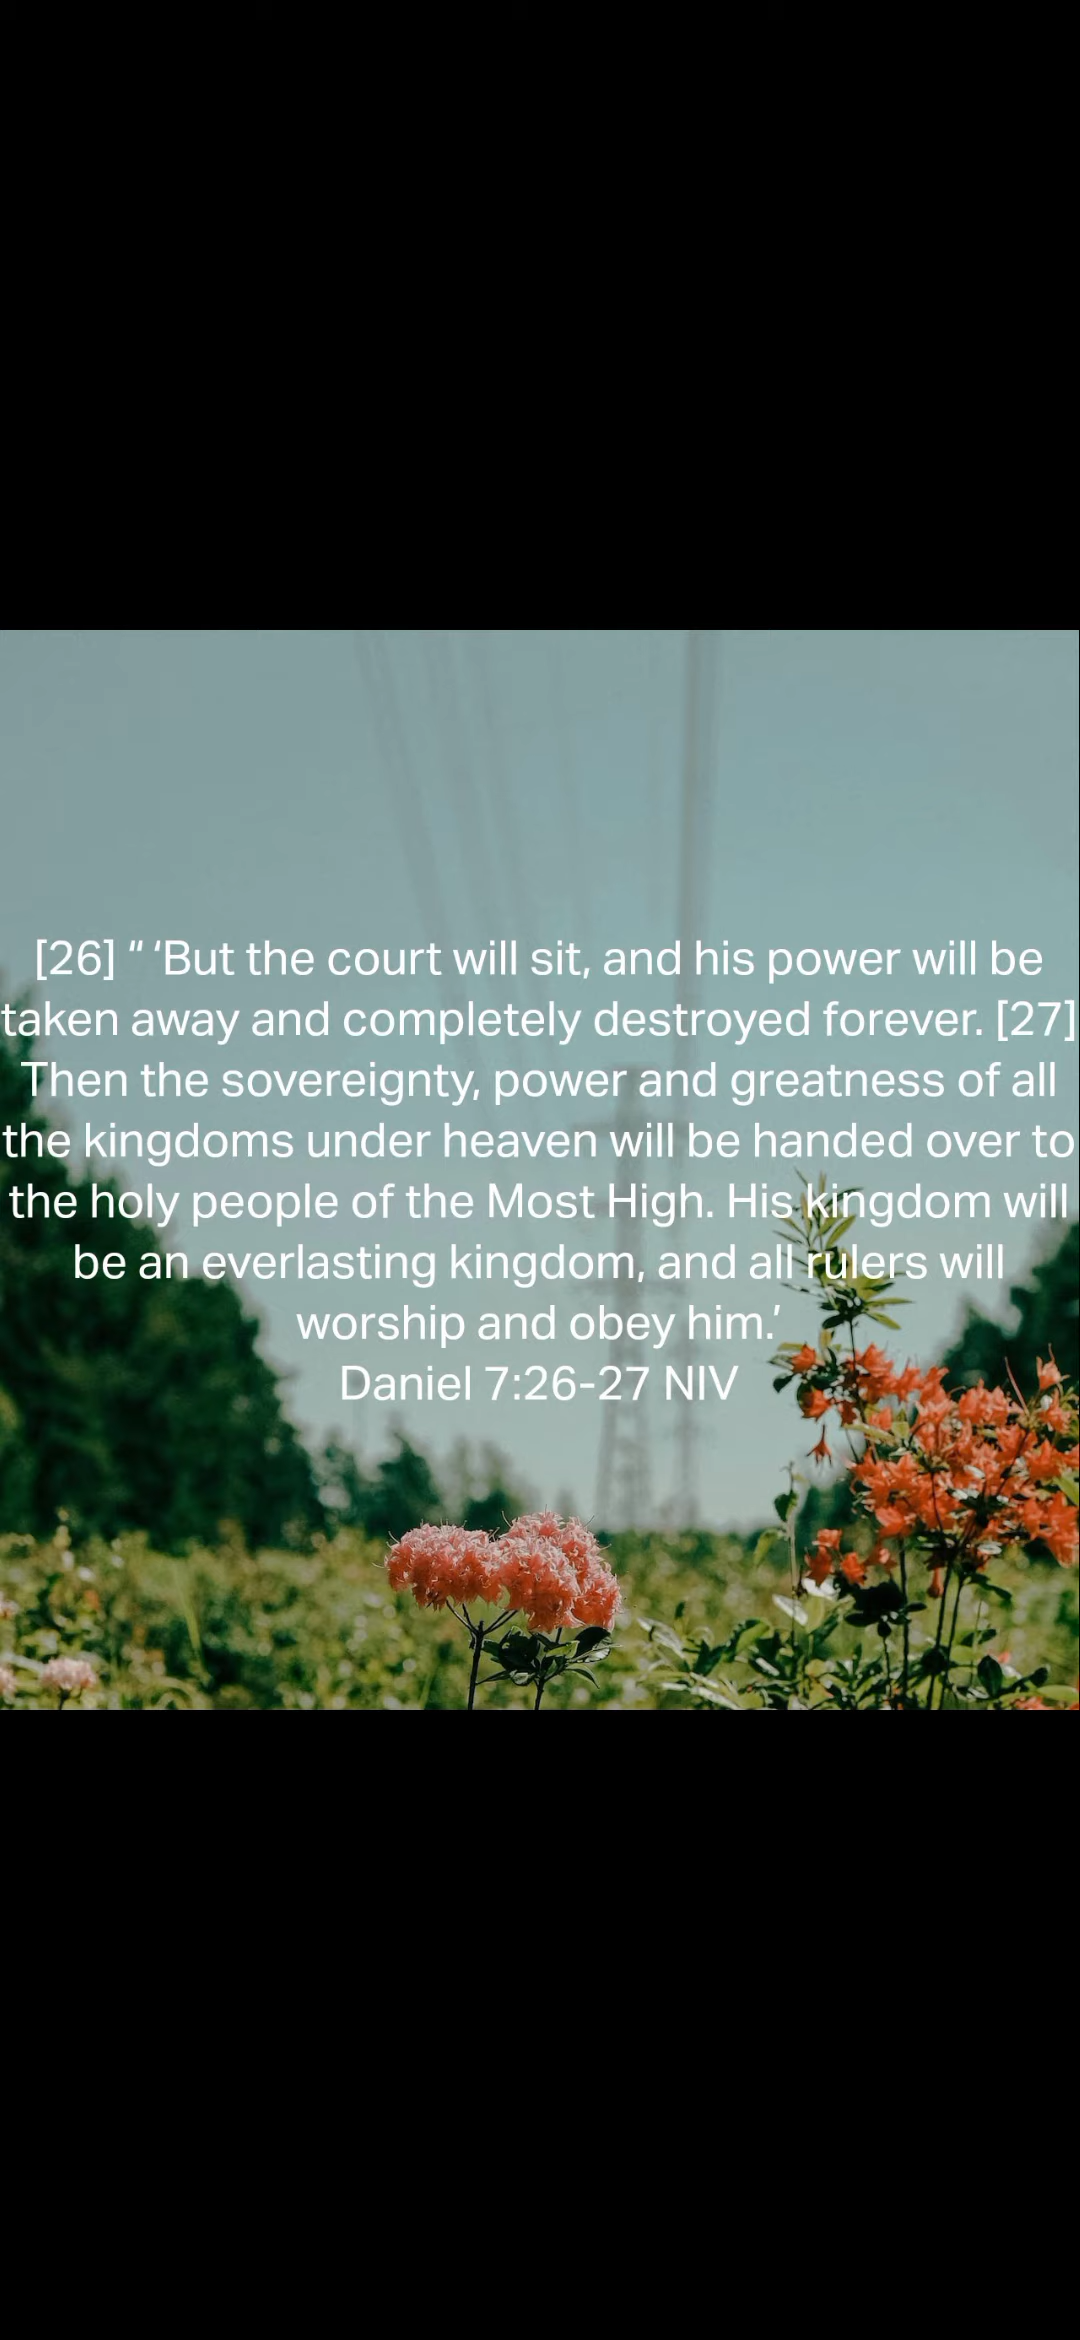 [26] “ ‘But the court will sit, and his power will be
taken away and completely destroyed forever. [27]
Then the sovereignty, power and greatness of all
the kingdoms under heaven will be handed over to
the holy people of the Most High. His kingdom will
be an everlasting kingdom, and all rulers will
worship and obey him.’
Daniel 7:26-27 NIV